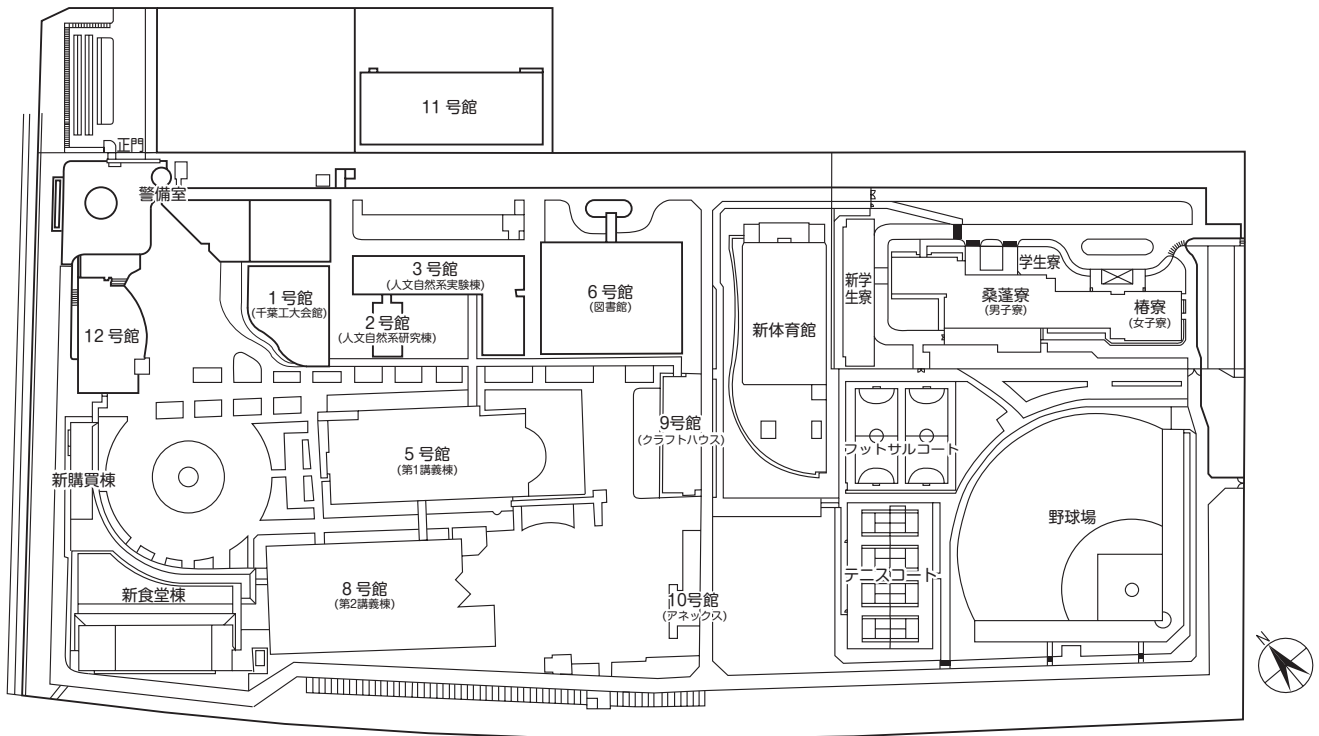 11 号館
正門
警備室
3 号館
(人文自然系実験棟)
1 号館
(千葉工大会館)
2 号館
(人文自然系研究棟)
6 号館
(図書館)
12 号館
新体育館
新学
生寮
学生寮
桑蓬寮
(男子寮)
椿寮
(女子寮)
9号館
(クラフトハウス)
5 号館
(第1講義棟)
フットサルコート
新購買棟
野球場
8 号館
(第2講義棟)
新食堂棟
10号館
(アネックス)
テニスコート
N